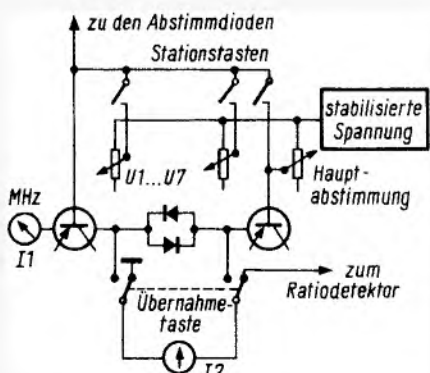 zu den Abstimmdioden
Stationstasten
stabilisierte
Spannung
U1...U7
Haupt-
abstimmung
MHz
I1
zum
Ratiodetektor
Übernahme-
taste
I2